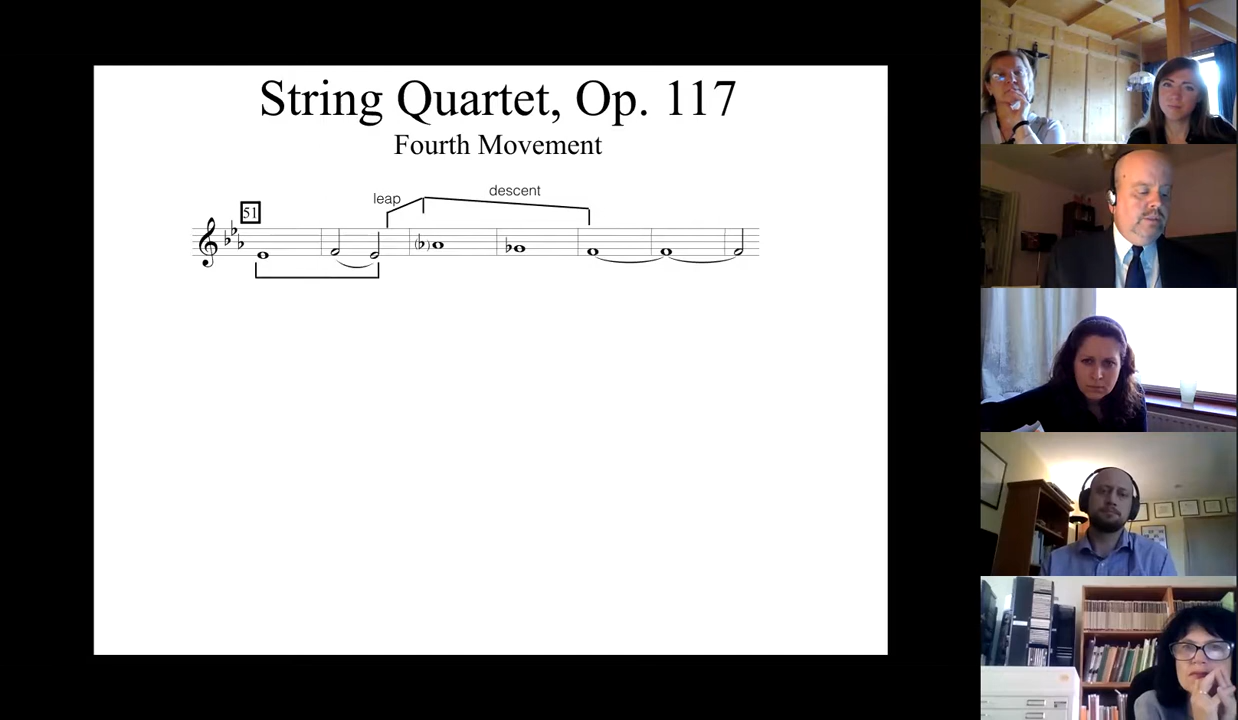 String Quartet, Op. 117
Fourth Movement
leap
descent
51